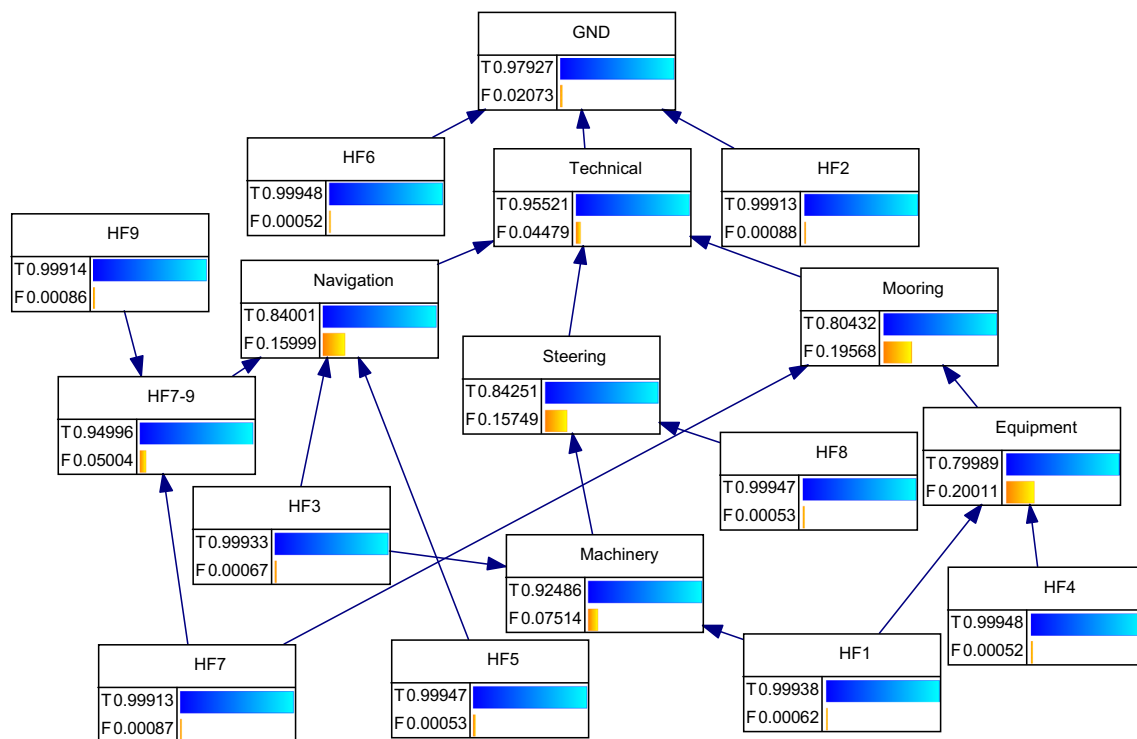 GND
T 0.97927
F 0.02073
HF6
T 0.99948
F 0.00052
Technical
T 0.95521
F 0.04479
HF2
T 0.99913
F 0.00088
HF9
T 0.99914
F 0.00086
Navigation
T 0.84001
F 0.15999
Mooring
T 0.80432
F 0.19568
Steering
T 0.84251
F 0.15749
HF7-9
T 0.94996
F 0.05004
Equipment
T 0.79989
F 0.20011
HF8
T 0.99947
F 0.00053
HF3
T 0.99933
F 0.00067
Machinery
T 0.92486
F 0.07514
HF4
T 0.99948
F 0.00052
HF7
T 0.99913
F 0.00087
HF5
T 0.99947
F 0.00053
HF1
T 0.99938
F 0.00062